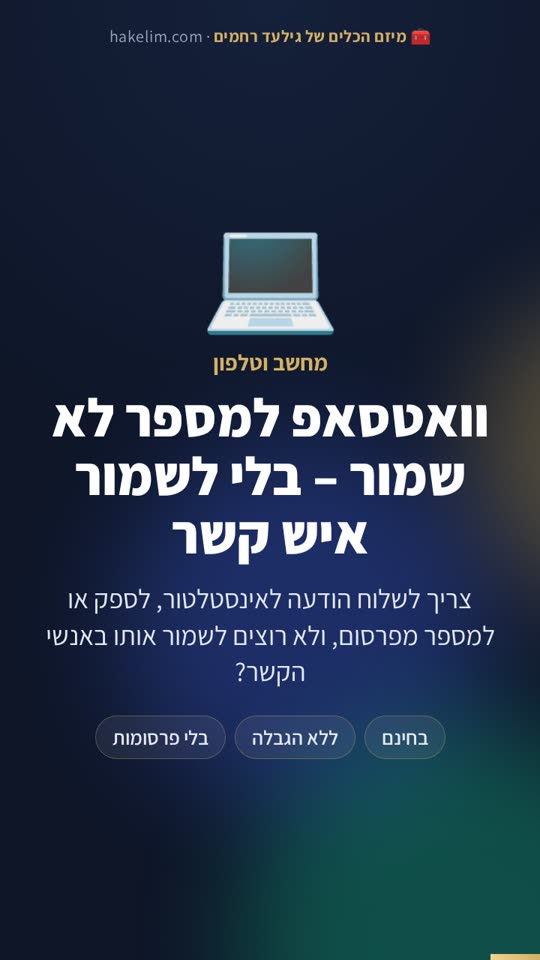 🧰 מיזם הכלים של גילעד רחמים · hakelim.com
מחשב וטלפון
וואטסאפ למספר לא
שמור – בלי לשמור
איש קשר
צריך לשלוח הודעה לאינסטלטור, לספק או
למספר מפרסום, ולא רוצים לשמור אותו באנשי
הקשר?
בחינם
ללא הגבלה
בלי פרסומות